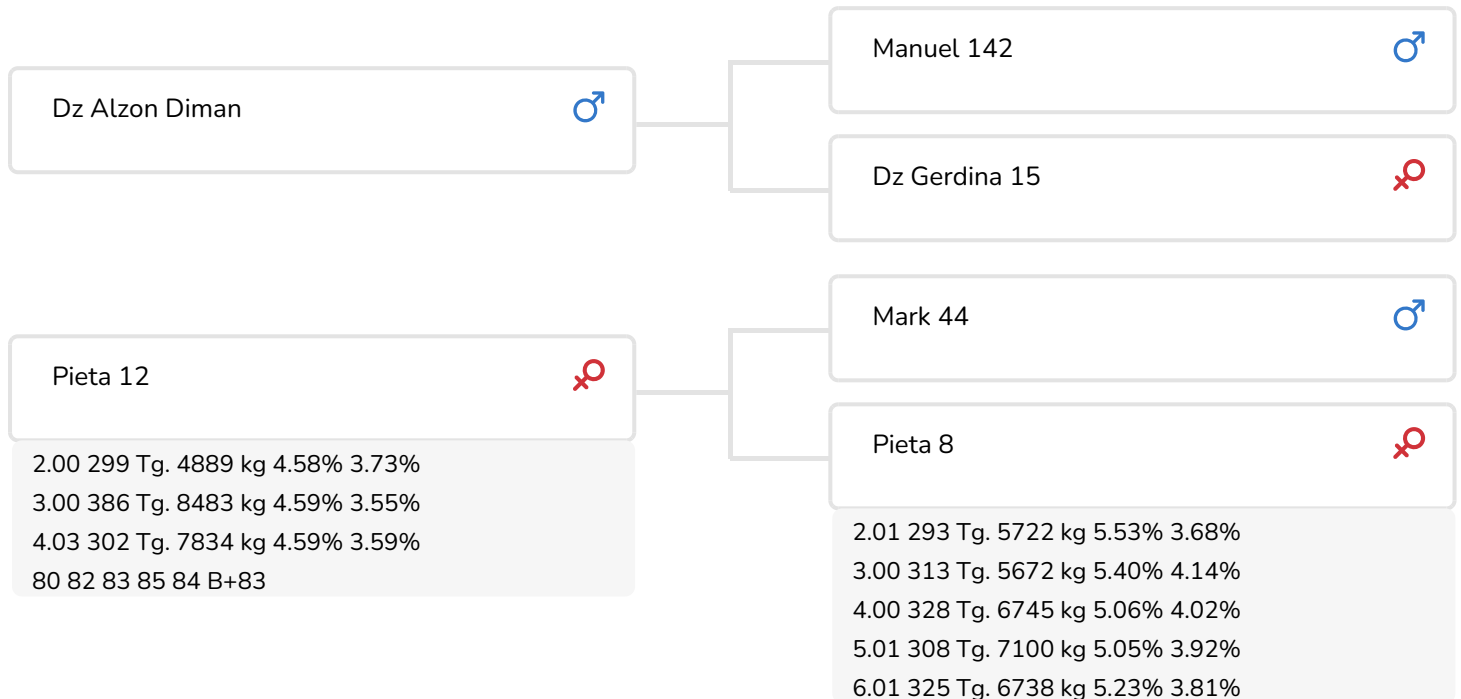 Dz Alzon Diman
Manuel 142
Dz Gerdina 15
Pieta 12
2.00 299 Tg. 4889 kg 4.58% 3.73%
3.00 386 Tg. 8483 kg 4.59% 3.55%
4.03 302 Tg. 7834 kg 4.59% 3.59%
80 82 83 85 84 B+83
Mark 44
Pieta 8
2.01 293 Tg. 5722 kg 5.53% 3.68%
3.00 313 Tg. 5672 kg 5.40% 4.14%
4.00 328 Tg. 6745 kg 5.06% 4.02%
5.01 308 Tg. 7100 kg 5.05% 3.92%
6.01 325 Tg. 6738 kg 5.23% 3.81%